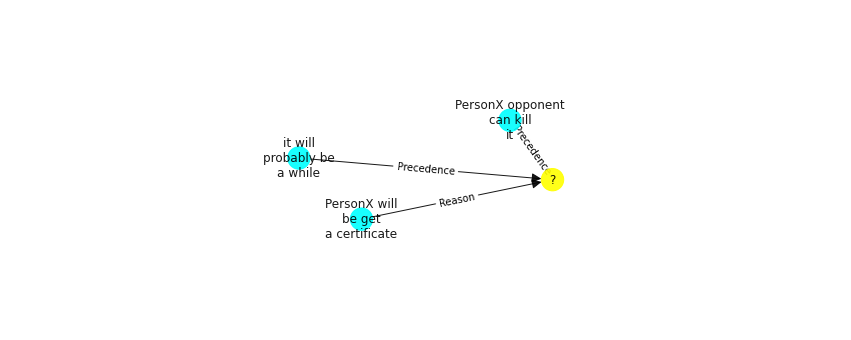 PersonX opponent
can kill
it
Precedence
it will
probably be
a while
Precedence
?
PersonX will
be get
a certificate
Reason